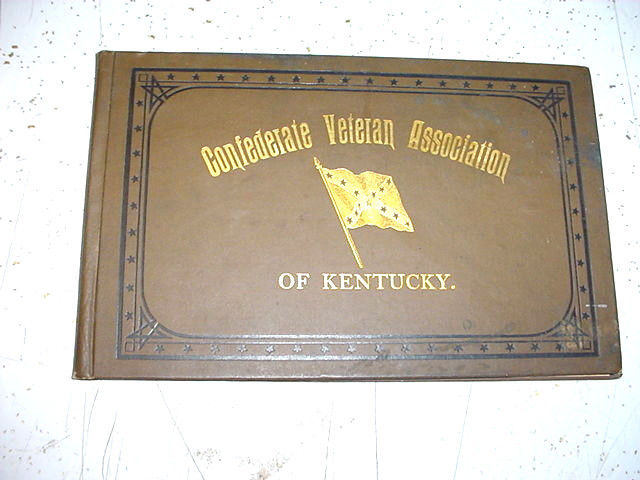 Confederate Veteran Association
OF KENTUCKY.